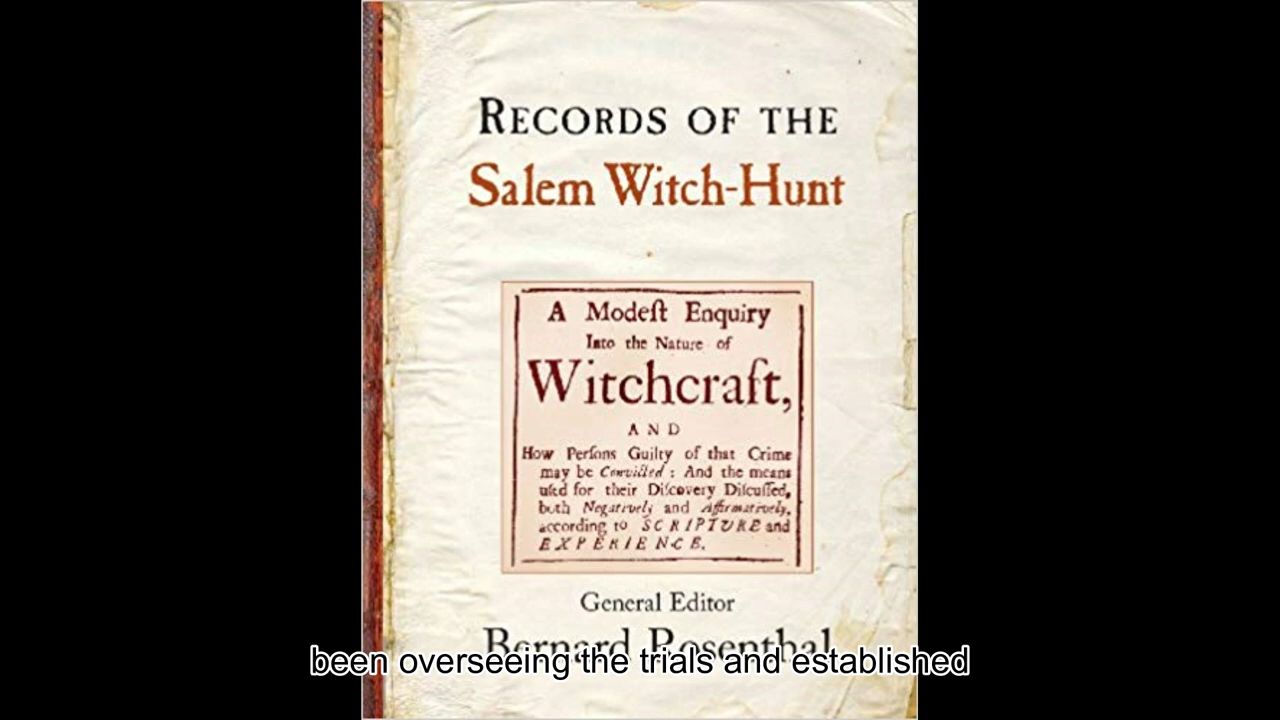 RECORDS OF THE
Salem Witch-Hunt
A Modeſt Enquiry
Into the Nature of
Witchcraft,
AND
How Perſons Guilty of that Crime
may be Convicted : And the means
uſed for their Diſcovery Diſcuſſed,
both Negatively and Affirmatively,
according to SCRIPTURE and
EXPERIENCE.
General Editor
Bernard Rosenthal
been overseeing the trials and established